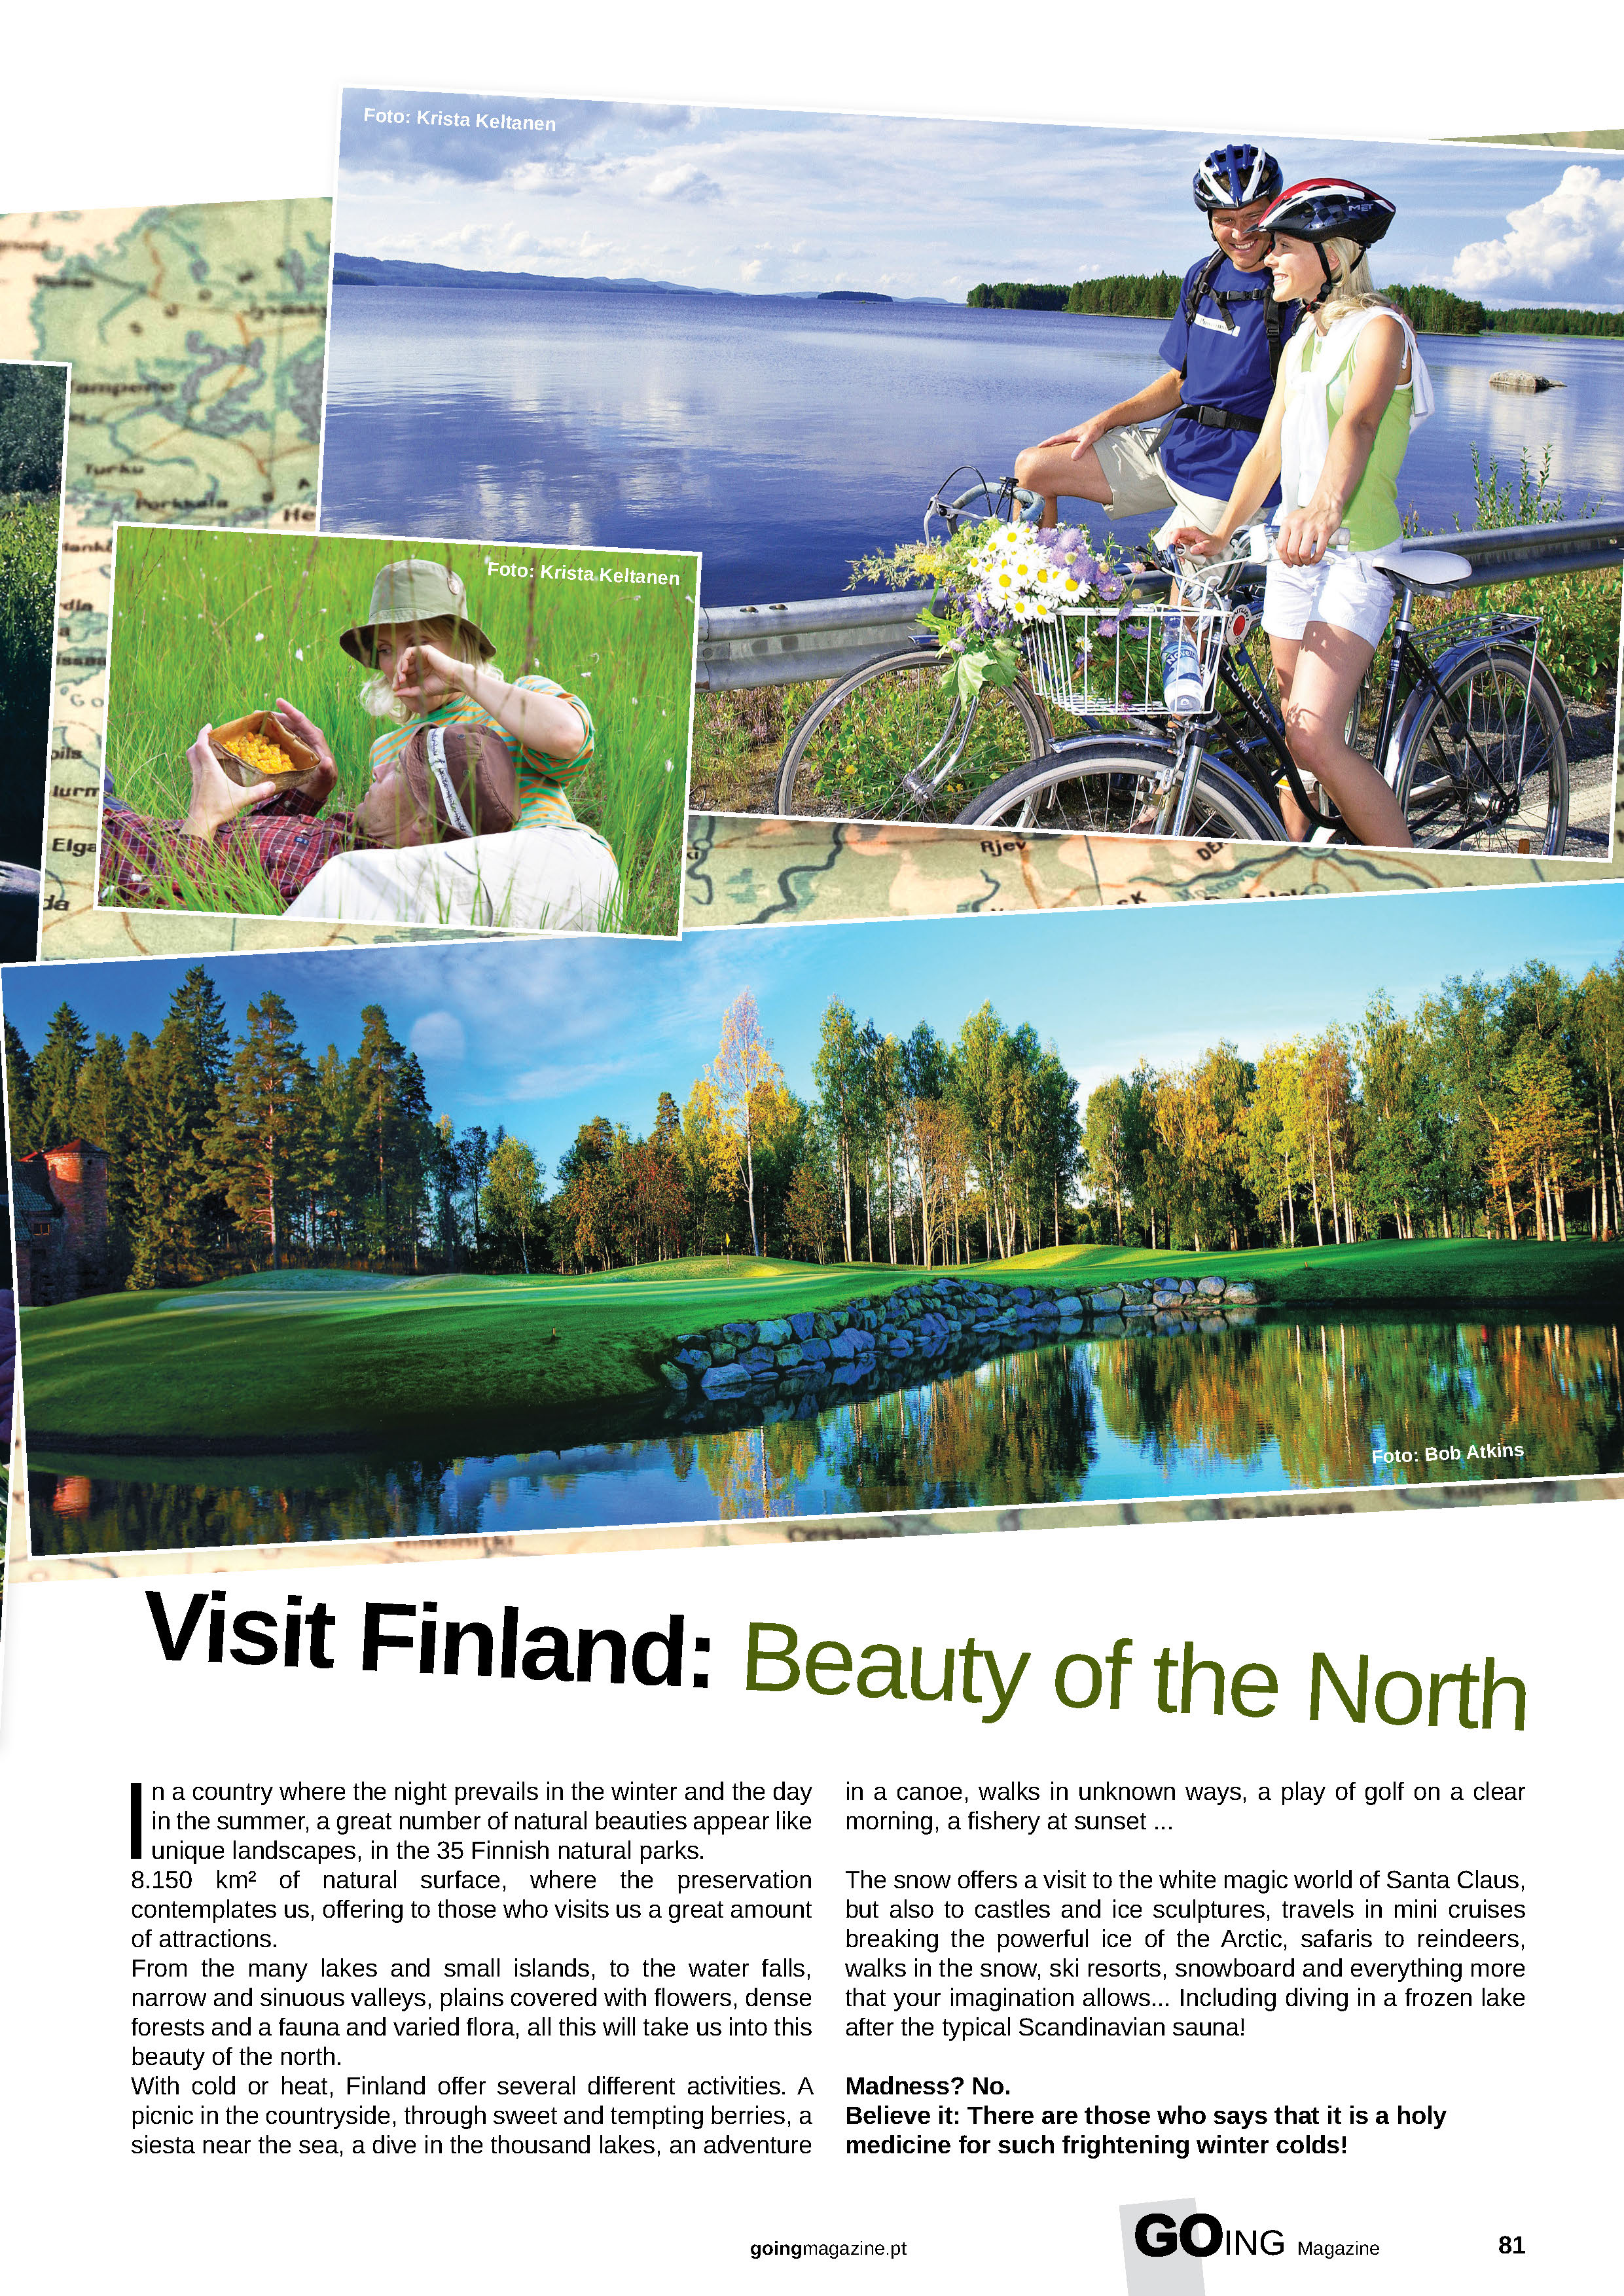 Foto: Krista Keltanen
Foto: Krista Keltanen
Turku
Porkkala
He
Elga
da
Rjev
Foto: Bob Atkins
Visit Finland: Beauty of the North
In a country where the night prevails in the winter and the day
in the summer, a great number of natural beauties appear like
unique landscapes, in the 35 Finnish natural parks.
8.150 km² of natural surface, where the preservation
contemplates us, offering to those who visits us a great amount
of attractions.
From the many lakes and small islands, to the water falls,
narrow and sinuous valleys, plains covered with flowers, dense
forests and a fauna and varied flora, all this will take us into this
beauty of the north.
With cold or heat, Finland offer several different activities. A
picnic in the countryside, through sweet and tempting berries, a
siesta near the sea, a dive in the thousand lakes, an adventure
in a canoe, walks in unknown ways, a play of golf on a clear
morning, a fishery at sunset ...
The snow offers a visit to the white magic world of Santa Claus,
but also to castles and ice sculptures, travels in mini cruises
breaking the powerful ice of the Arctic, safaris to reindeers,
walks in the snow, ski resorts, snowboard and everything more
that your imagination allows... Including diving in a frozen lake
after the typical Scandinavian sauna!
Madness? No.
Believe it: There are those who says that it is a holy
medicine for such frightening winter colds!
goingmagazine.pt
GOING Magazine
81